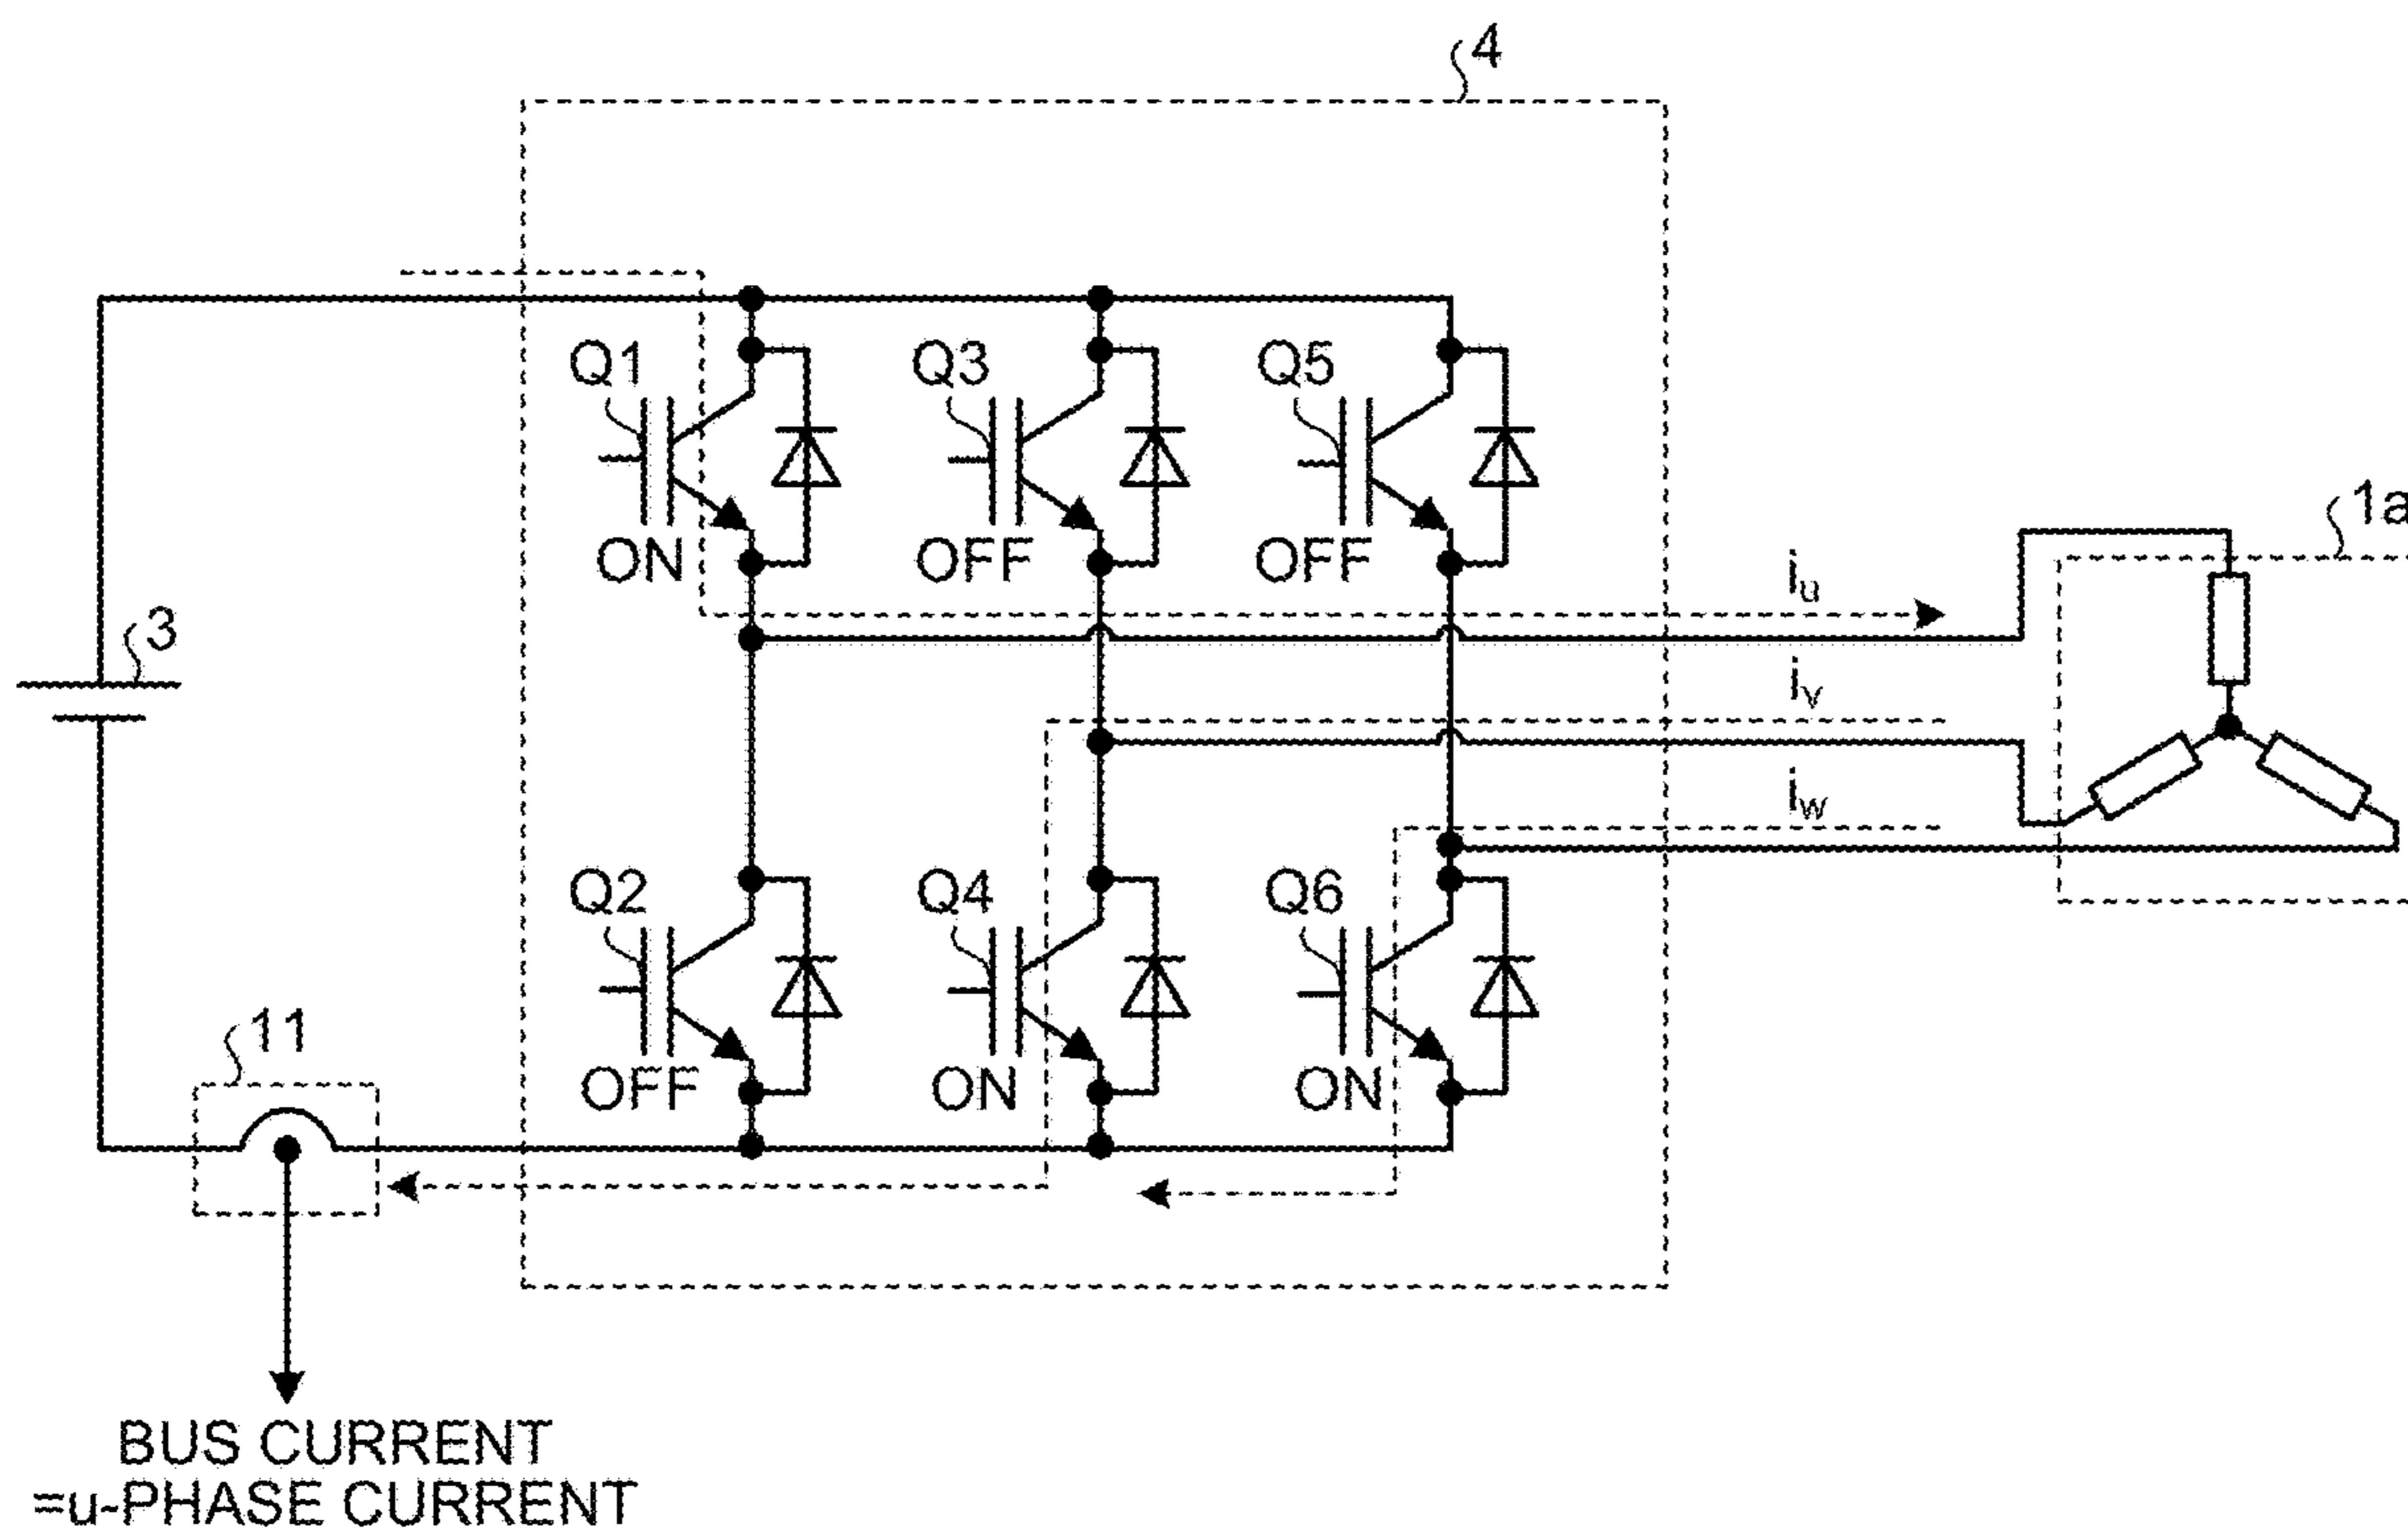 4
Q1
Q3
Q5
1a
ON
OFF
OFF
iu
3
iv
iw
Q2
Q4
Q6
11
OFF
ON
ON
BUS CURRENT
=u-PHASE CURRENT